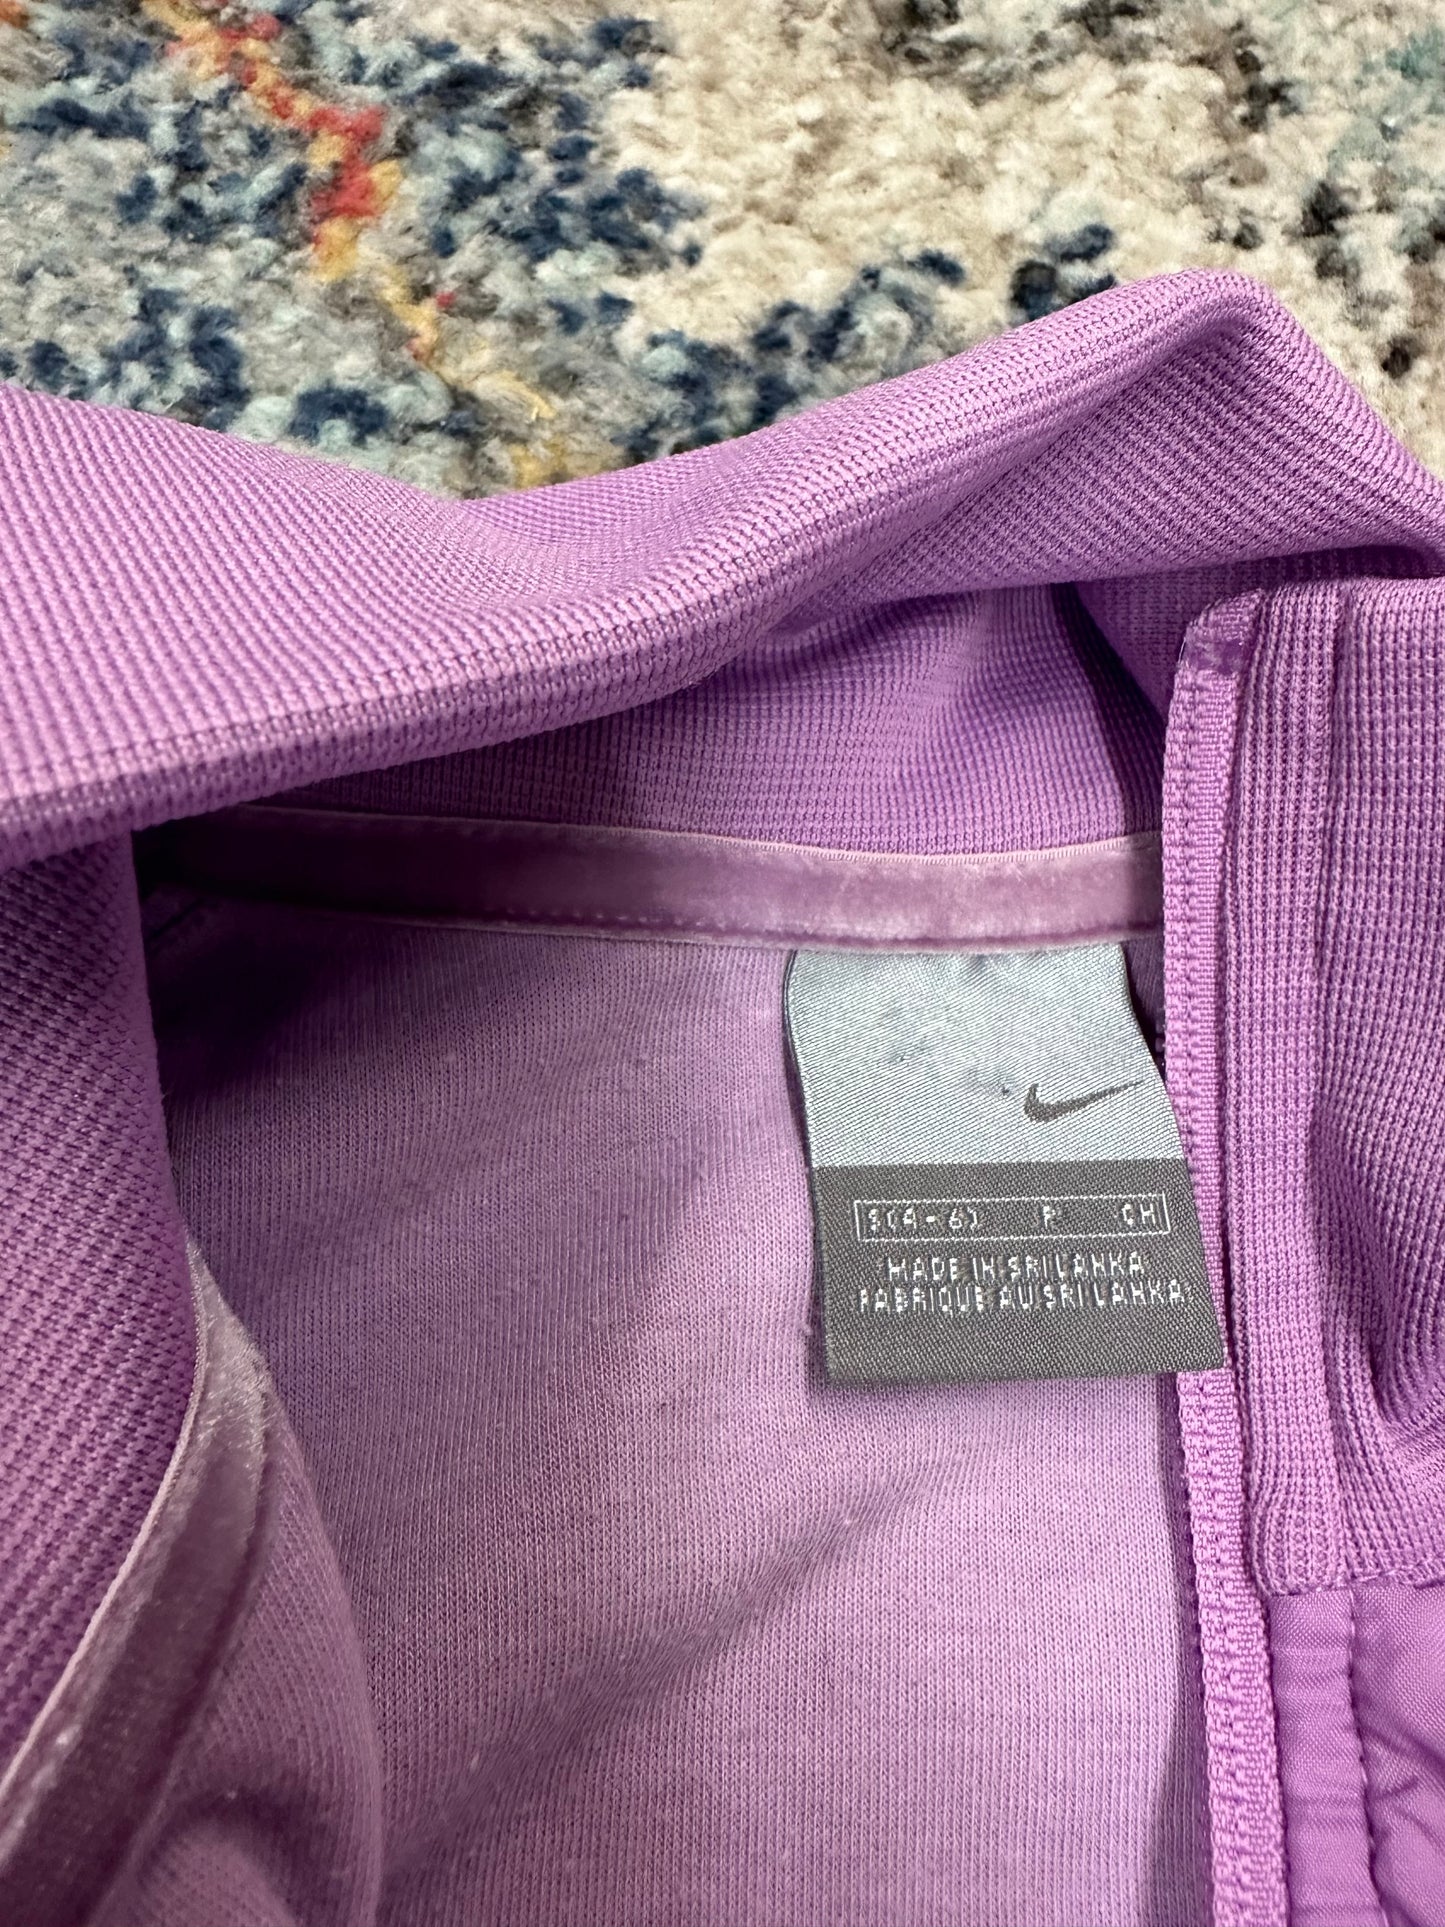 S(4-6) P CH
MADE IN SRI LANKA
FABRIQUE AU SRI LANKA